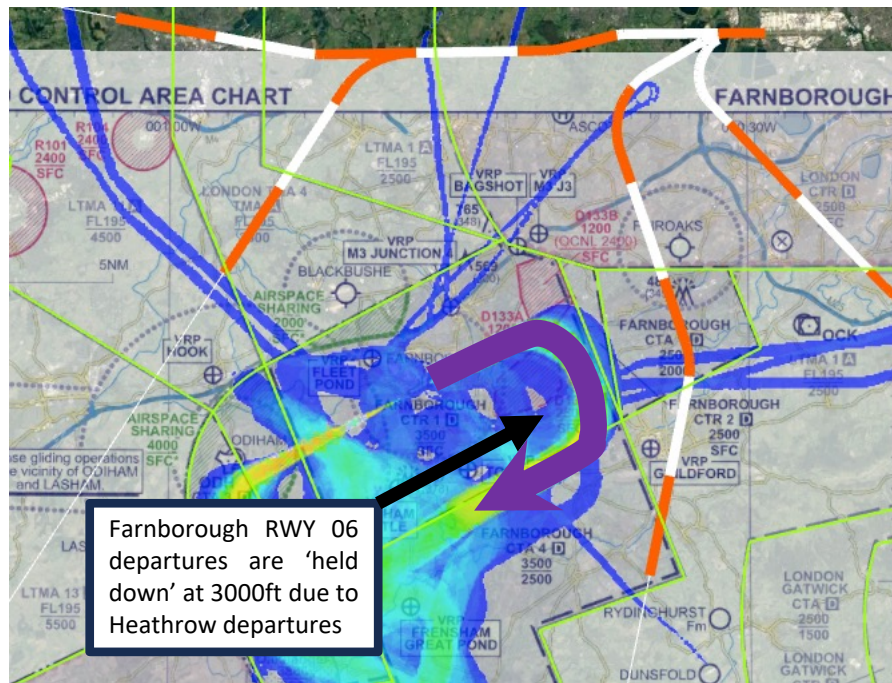 O CONTROL AREA CHART
FARNBOROUGH
R101
2400
SFC
R104
2400
SFC
001 00W
ASCO
LTMA 1 A
FL195
2500
LONDON
CTR D
2500
SFC
VRP
BAGSHOT
VRP
M3 J3
LTMA
FL195
4500
LONDON TMA 4
D133B
1200
(OCNL 2400)
SFC
FAIROAKS
VRP
M3 JUNCTION 4
5NM
BLACKBUSHE
AIRSPACE
SHARING
2000'
SFC
D133A
FARNBOROUGH
CTA D
2500
2000
OCK
LTMA 1 A
FL195
2500
VRP
HOOK
VRP
FLEET
POND
FARNBOROUGH
CTR 1 D
3500
SFC
FARNBOROUGH
CTR 2 D
2500
SFC
AIRSPACE
SHARING
4000
SFC
ODIHAM
VRP
GUILDFORD
se gliding operations
e vicinity of ODIHAM
and LASHAM.
Farnborough RWY 06
departures are ‘held
down’ at 3000ft due to
Heathrow departures
FARNBOROUGH
CTA 4 D
3500
2500
LTMA 13
FL195
5500
VRP
FRENSHAM
GREAT POND
RYDINGHURST
Fm
DUNSFOLD
LONDON
GATWICK
CTA D
2500
1500
LONDON
GATWICK
CTA D